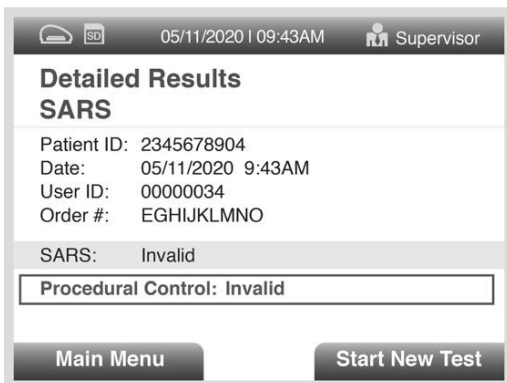 SD 05/11/2020 | 09:43AM Supervisor
Detailed Results
SARS
Patient ID: 2345678904
Date: 05/11/2020 9:43AM
User ID: 00000034
Order #: EGHIJKLMNO
SARS: Invalid
Procedural Control: Invalid
Main Menu Start New Test